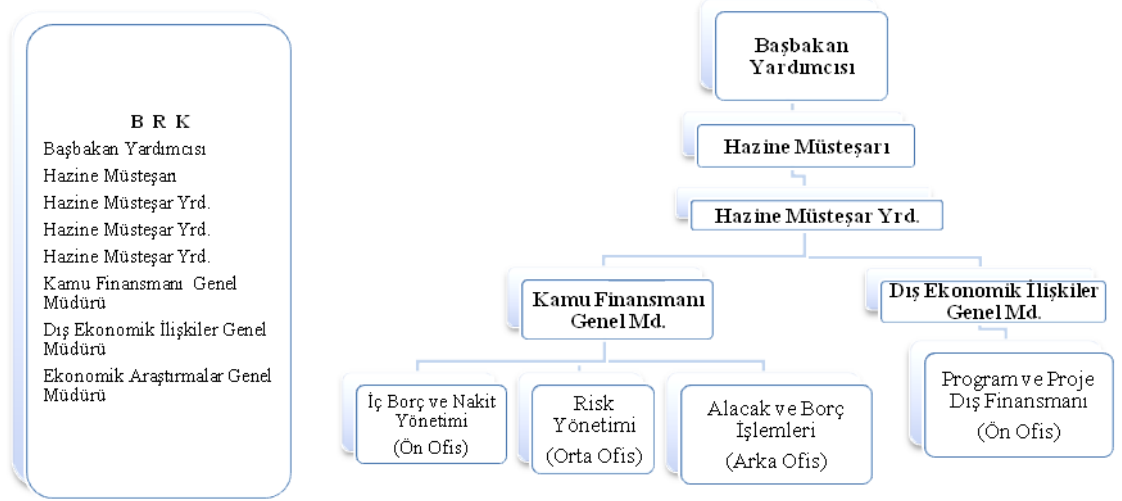 B R K
Başbakan Yardımcısı
Hazine Müsteşarı
Hazine Müsteşar Yrd.
Hazine Müsteşar Yrd.
Hazine Müsteşar Yrd.
Kamu Finansmanı Genel
Müdürü
Dış Ekonomik İlişkiler Genel
Müdürü
Ekonomik Araştırmalar Genel
Müdürü
Başbakan
Yardımcısı
Hazine Müsteşarı
Hazine Müsteşar Yrd.
Kamu Finansmanı
Genel Md.
Dış Ekonomik İlişkiler
Genel Md.
İç Borç ve Nakit
Yönetimi
(Ön Ofis)
Risk
Yönetimi
(Orta Ofis)
Alacak ve Borç
İşlemleri
(Arka Ofis)
Program ve Proje
Dış Finansmanı
(Ön Ofis)